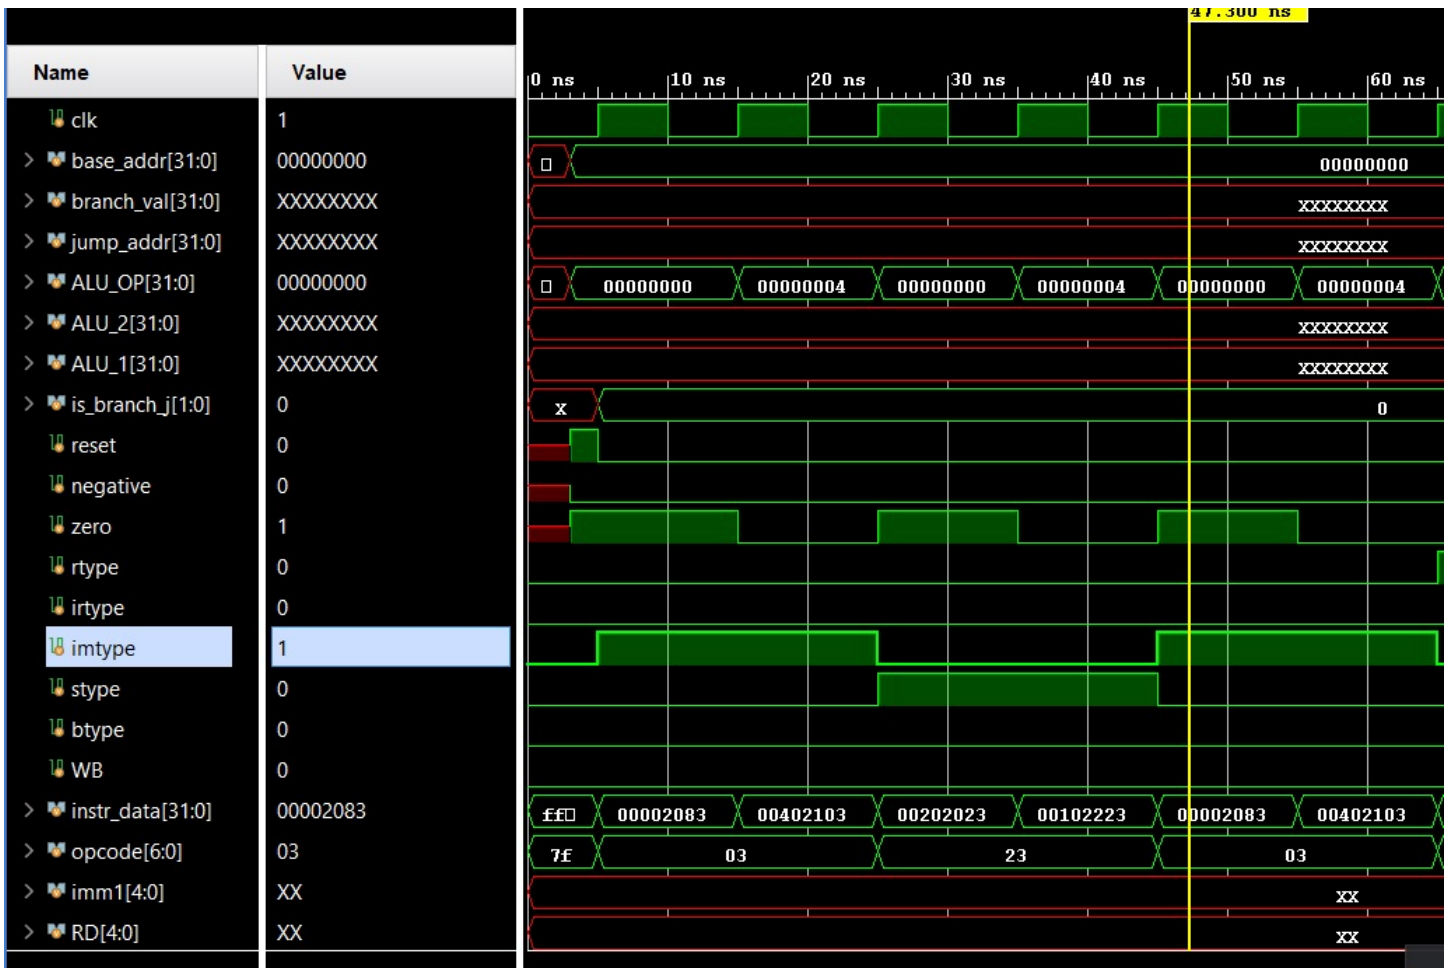 47.300 ns
Name Value 0 ns 10 ns 20 ns 30 ns 40 ns 50 ns 60 ns
clk 1
base_addr[31:0] 00000000 00000000
branch_val[31:0] XXXXXXXX XXXXXXXX
jump_addr[31:0] XXXXXXXX XXXXXXXX
ALU_OP[31:0] 00000000 00000000 00000004 00000000 00000004 00000000 00000004
ALU_2[31:0] XXXXXXXX XXXXXXXX
ALU_1[31:0] XXXXXXXX XXXXXXXX
is_branch_j[1:0] 0 X 0
reset 0
negative 0
zero 1
rtype 0
irtype 0
imtype 1
stype 0
btype 0
WB 0
instr_data[31:0] 00002083 ff 00002083 00402103 00202023 00102223 00002083 00402103
opcode[6:0] 03 7f 03 23 03
imm1[4:0] XX XX
RD[4:0] XX XX